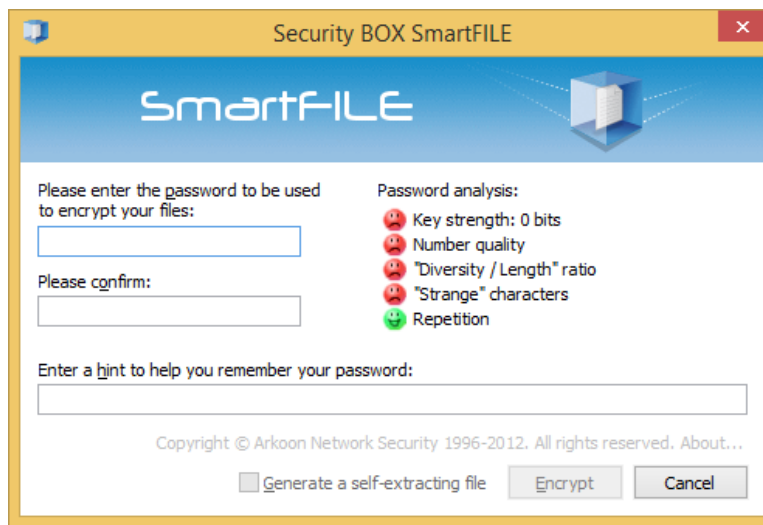 Security BOX SmartFILE
SmartFILE
Please enter the password to be used
to encrypt your files:
Password analysis:
Key strength: 0 bits
Number quality
"Diversity / Length" ratio
"Strange" characters
Repetition
Please confirm:
Enter a hint to help you remember your password:
Copyright © Arkoon Network Security 1996-2012. All rights reserved. About...
Generate a self-extracting file
Encrypt
Cancel